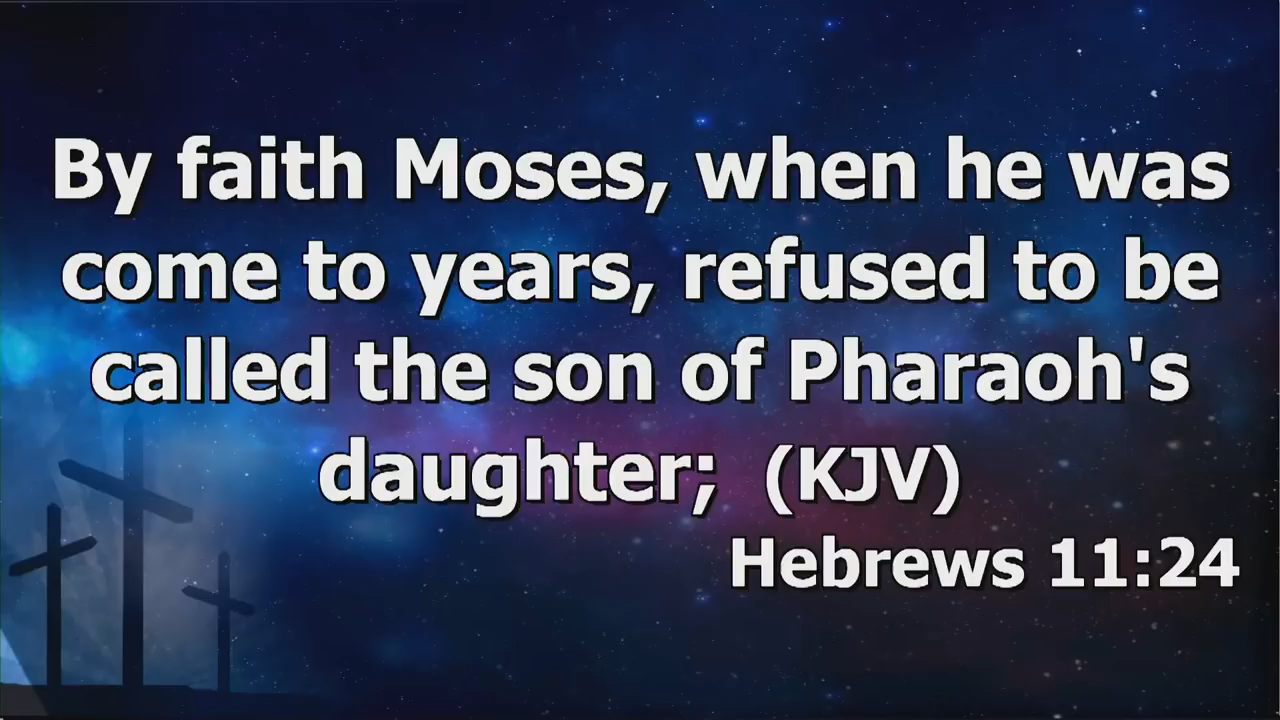 By faith Moses, when he was
come to years, refused to be
called the son of Pharaoh's
daughter;  (KJV)
Hebrews 11:24